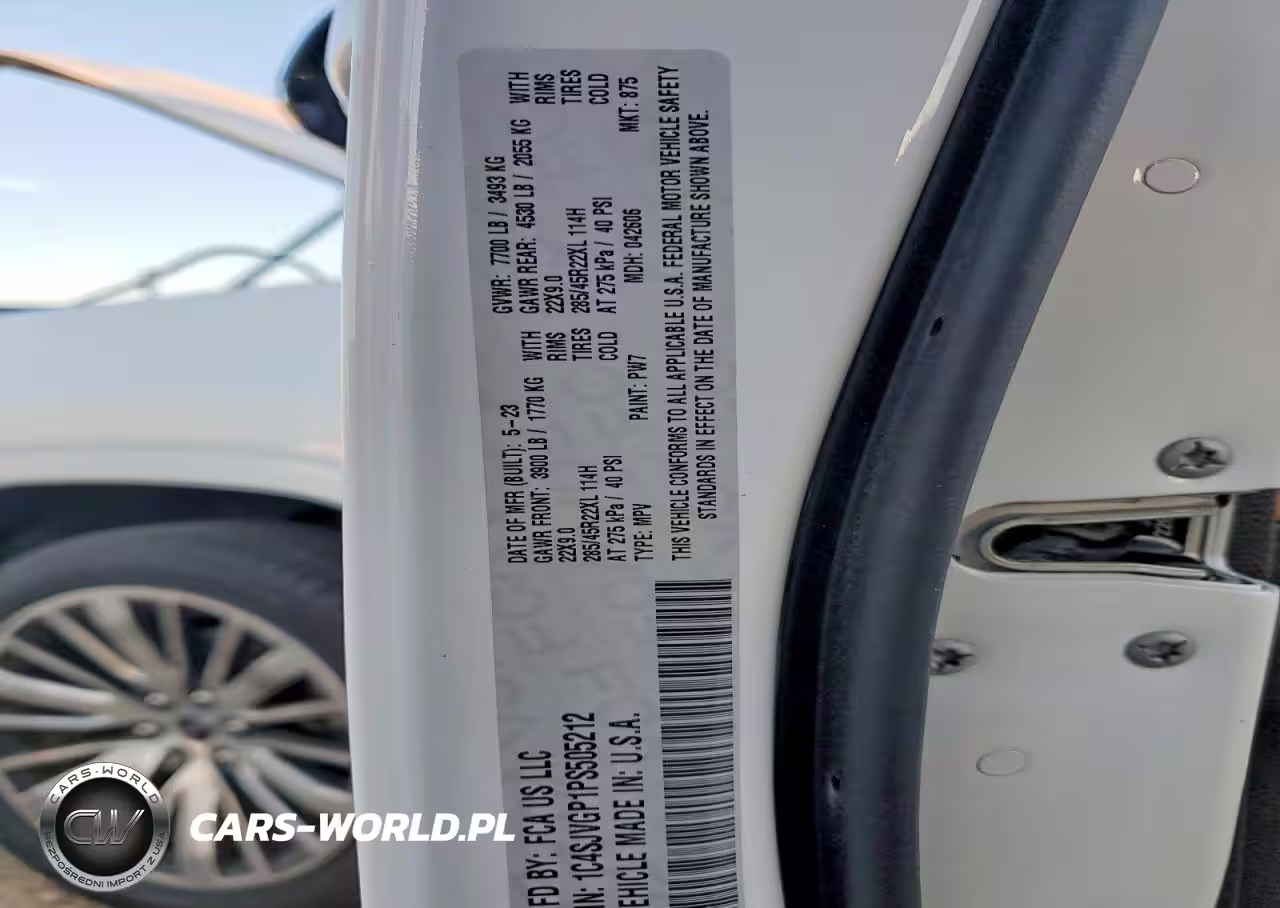 MFD BY: FCA US LLC
VIN: 1C4SJVGP1PS505212
VEHICLE MADE IN: U.S.A.
DATE OF MFR (BUILT): 5-23 GVWR: 7700 LB / 3493 KG
GAWR FRONT: 3900 LB / 1770 KG WITH GAWR REAR: 4530 LB / 2055 KG WITH
22X9.0 RIMS 22X9.0 RIMS
285/45R22XL 114H TIRES 285/45R22XL 114H TIRES
AT 275 kPa / 40 PSI COLD AT 275 kPa / 40 PSI COLD
TYPE: MPV PAINT: PW7 MDH: 042606 MKT: 875
THIS VEHICLE CONFORMS TO ALL APPLICABLE U.S.A. FEDERAL MOTOR VEHICLE SAFETY
STANDARDS IN EFFECT ON THE DATE OF MANUFACTURE SHOWN ABOVE.
CARS-WORLD
CW
BEZPOŚREDNI IMPORT Z USA
CARS-WORLD.PL